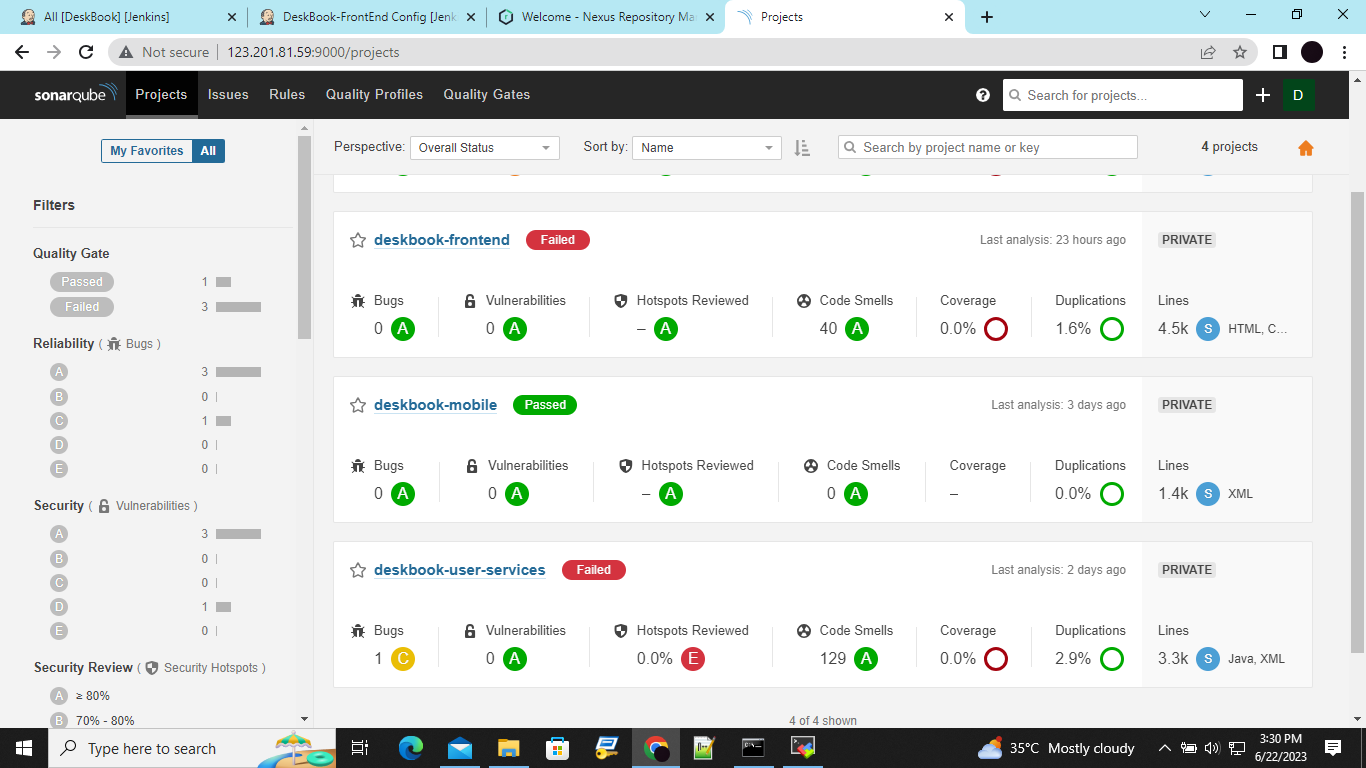 All [DeskBook] [Jenkins]
DeskBook-FrontEnd Config [Jenk
Welcome - Nexus Repository Ma
Projects
Not secure
123.201.81.59:9000/projects
sonarqube
Projects
Issues
Rules
Quality Profiles
Quality Gates
Search for projects...
D
My Favorites
All
Perspective:
Overall Status
Sort by:
Name
Search by project name or key
4 projects
Filters
Quality Gate
Passed 1
Failed 3
Reliability ( Bugs )
A 3
B 0
C 1
D 0
E 0
Security ( Vulnerabilities )
A 3
B 0
C 0
D 1
E 0
Security Review ( Security Hotspots )
A ≥ 80%
B 70% - 80%
deskbook-frontend Failed Last analysis: 23 hours ago PRIVATE
Bugs Vulnerabilities Hotspots Reviewed Code Smells Coverage Duplications Lines
0 A 0 A – A 40 A 0.0% 1.6% 4.5k S HTML, C...
deskbook-mobile Passed Last analysis: 3 days ago PRIVATE
Bugs Vulnerabilities Hotspots Reviewed Code Smells Coverage Duplications Lines
0 A 0 A – A 0 A – 0.0% 1.4k S XML
deskbook-user-services Failed Last analysis: 2 days ago PRIVATE
Bugs Vulnerabilities Hotspots Reviewed Code Smells Coverage Duplications Lines
1 C 0 A 0.0% E 129 A 0.0% 2.9% 3.3k S Java, XML
4 of 4 shown
Type here to search
35°C Mostly cloudy
3:30 PM
6/22/2023